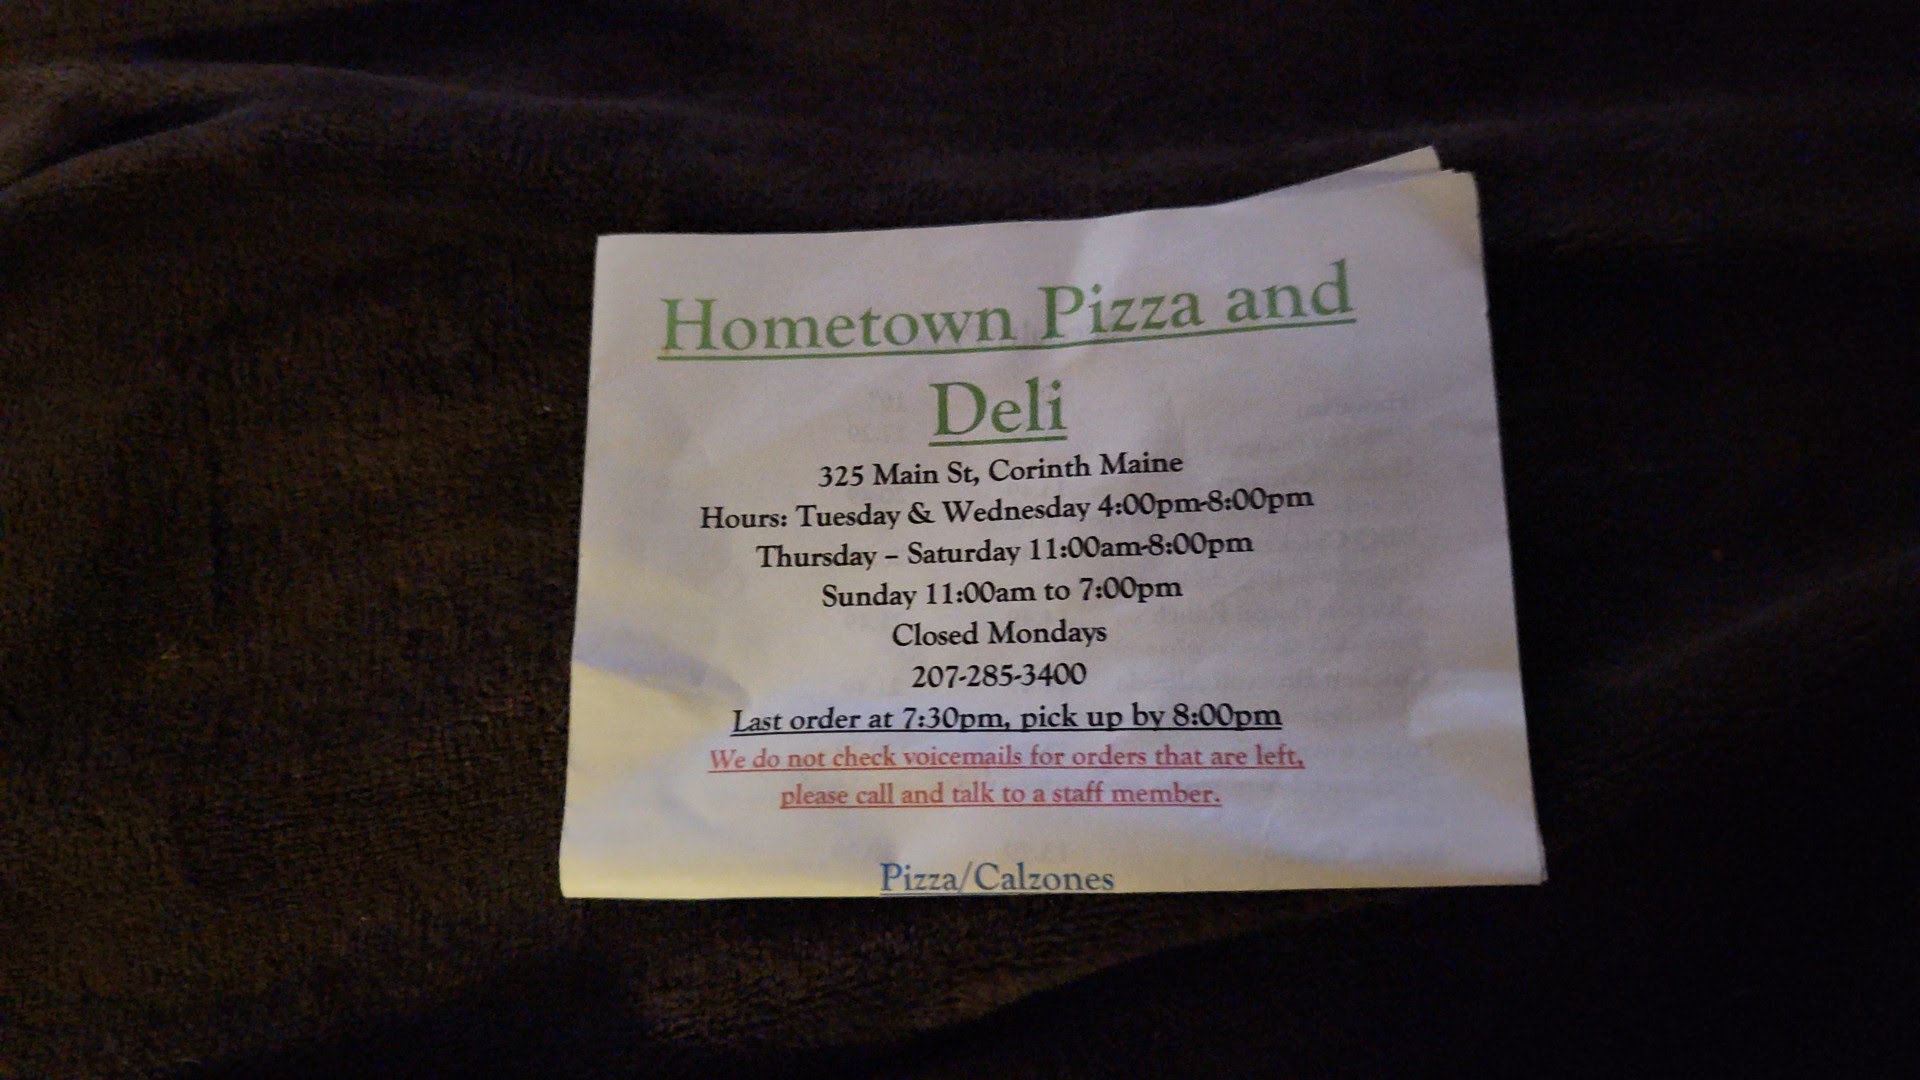 Hometown Pizza and
Deli
325 Main St, Corinth Maine
Hours: Tuesday & Wednesday 4:00pm-8:00pm
Thursday – Saturday 11:00am-8:00pm
Sunday 11:00am to 7:00pm
Closed Mondays
207-285-3400
Last order at 7:30pm, pick up by 8:00pm
We do not check voicemails for orders that are left,
please call and talk to a staff member.
Pizza/Calzones